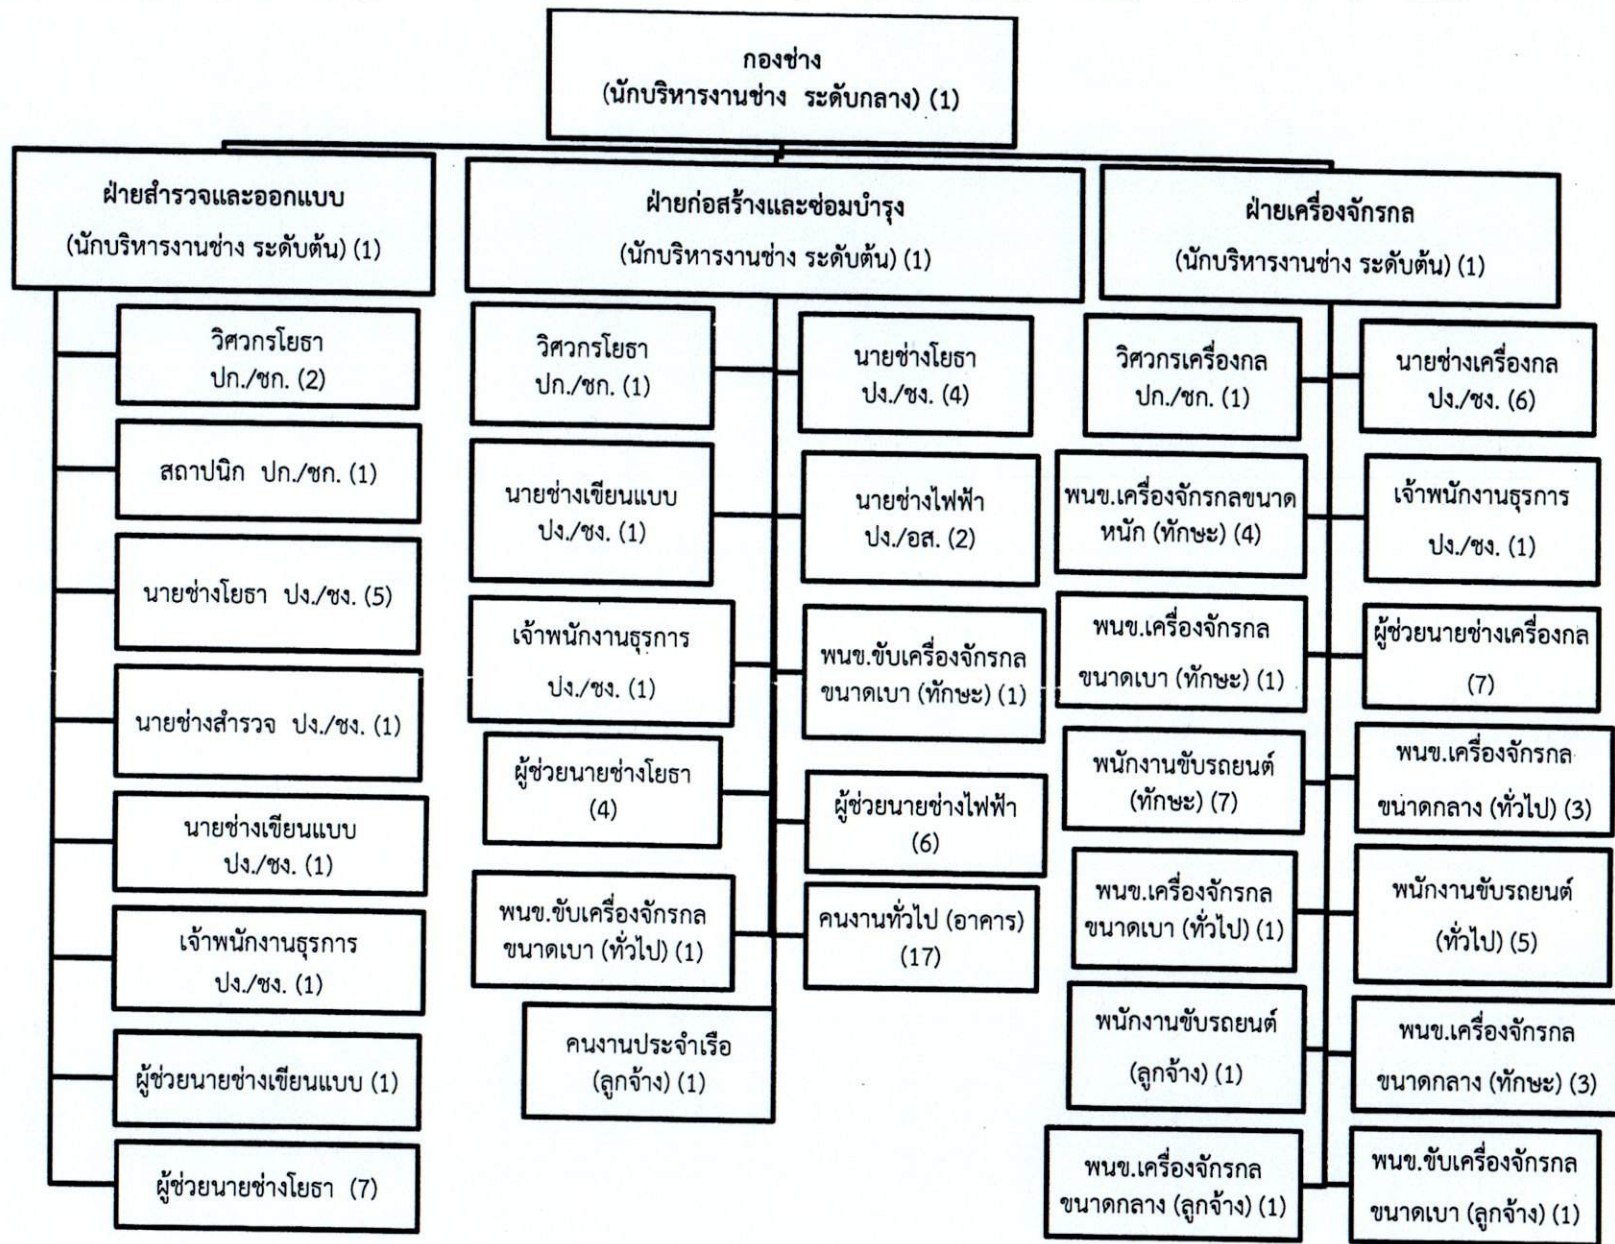 กองช่าง
(นักบริหารงานช่าง ระดับกลาง) (1)
ฝ่ายสำรวจและออกแบบ
(นักบริหารงานช่าง ระดับต้น) (1)
วิศวกรโยธา
ปก./ชก. (2)
สถาปนิก ปก./ชก. (1)
นายช่างโยธา ปง./ชง. (5)
นายช่างสำรวจ ปง./ชง. (1)
นายช่างเขียนแบบ
ปง./ชง. (1)
เจ้าพนักงานธุรการ
ปง./ชง. (1)
ผู้ช่วยนายช่างเขียนแบบ (1)
ผู้ช่วยนายช่างโยธา (7)
ฝ่ายก่อสร้างและซ่อมบำรุง
(นักบริหารงานช่าง ระดับต้น) (1)
วิศวกรโยธา
ปก./ชก. (1)
นายช่างโยธา
ปง./ชง. (4)
นายช่างเขียนแบบ
ปง./ชง. (1)
นายช่างไฟฟ้า
ปง./อส. (2)
เจ้าพนักงานธุรการ
ปง./ชง. (1)
พนข.ขับเครื่องจักรกล
ขนาดเบา (ทักษะ) (1)
ผู้ช่วยนายช่างโยธา
(4)
ผู้ช่วยนายช่างไฟฟ้า
(6)
พนข.ขับเครื่องจักรกล
ขนาดเบา (ทั่วไป) (1)
คนงานทั่วไป (อาคาร)
(17)
คนงานประจำเรือ
(ลูกจ้าง) (1)
ฝ่ายเครื่องจักรกล
(นักบริหารงานช่าง ระดับต้น) (1)
วิศวกรเครื่องกล
ปก./ชก. (1)
นายช่างเครื่องกล
ปง./ชง. (6)
พนข.เครื่องจักรกลขนาด
หนัก (ทักษะ) (4)
เจ้าพนักงานธุรการ
ปง./ชง. (1)
พนข.เครื่องจักรกล
ขนาดเบา (ทักษะ) (1)
ผู้ช่วยนายช่างเครื่องกล
(7)
พนักงานขับรถยนต์
(ทักษะ) (7)
พนข.เครื่องจักรกล
ขนาดกลาง (ทั่วไป) (3)
พนข.เครื่องจักรกล
ขนาดเบา (ทั่วไป) (1)
พนักงานขับรถยนต์
(ทั่วไป) (5)
พนักงานขับรถยนต์
(ลูกจ้าง) (1)
พนข.เครื่องจักรกล
ขนาดกลาง (ทักษะ) (3)
พนข.เครื่องจักรกล
ขนาดกลาง (ลูกจ้าง) (1)
พนข.ขับเครื่องจักรกล
ขนาดเบา (ลูกจ้าง) (1)